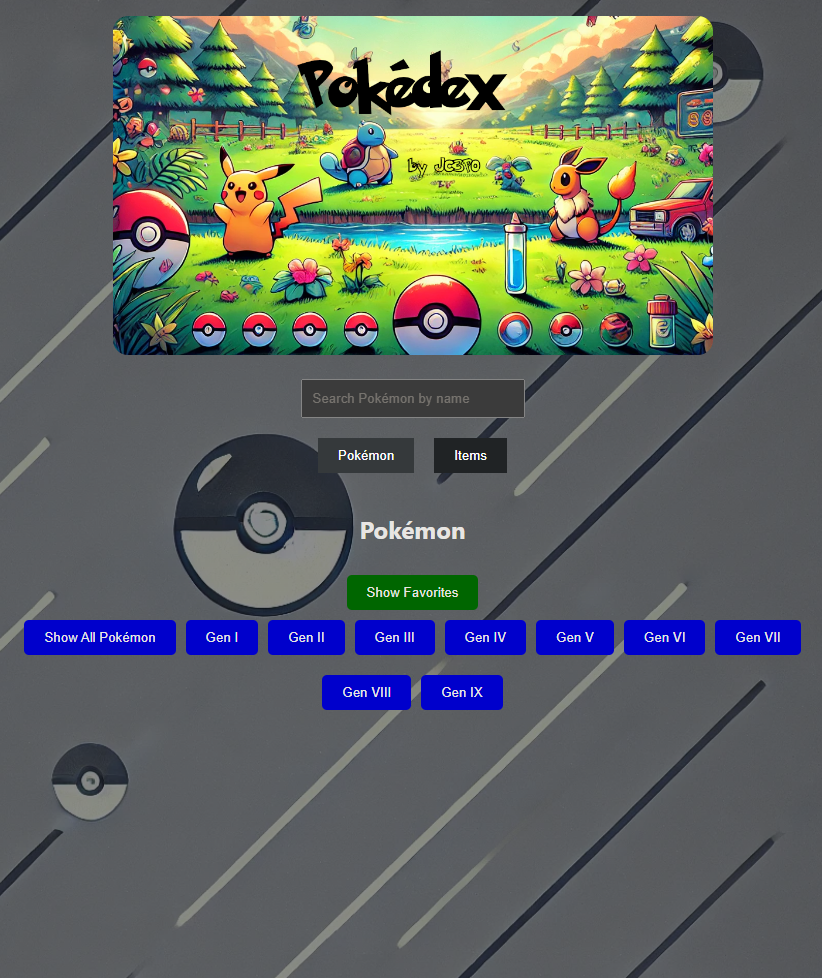 Pokédex
by JC3TO
Search Pokémon by name
Pokémon Items
Pokémon
Show Favorites
Show All Pokémon Gen I Gen II Gen III Gen IV Gen V Gen VI Gen VII
Gen VIII Gen IX